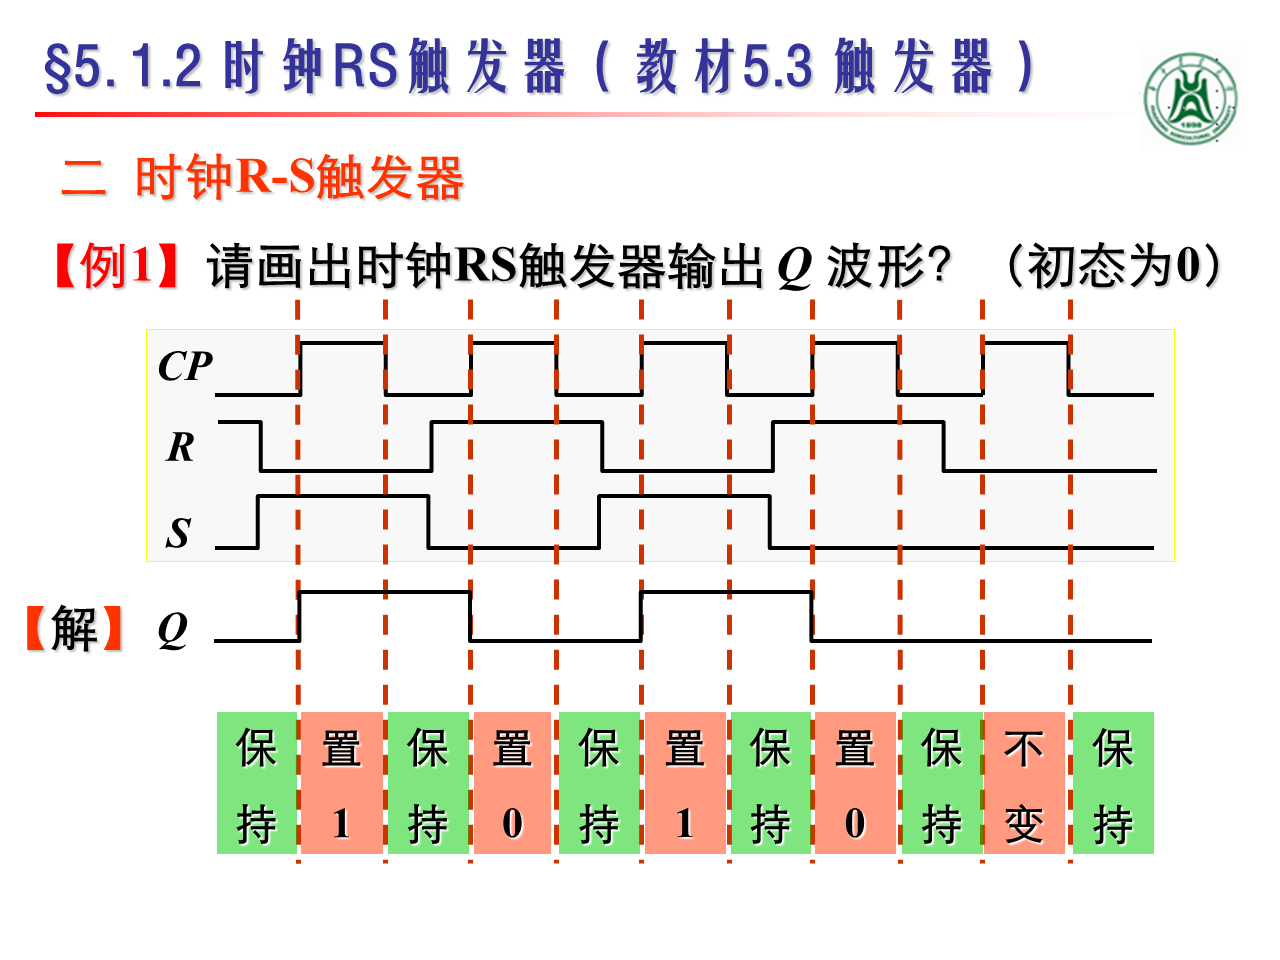 §5.1.2 时钟RS触发器（教材5.3 触发器）
二 时钟R-S触发器
【例1】请画出时钟RS触发器输出 Q 波形？（初态为0）
CP
R
S
【解】 Q
保持 置1 保持 置0 保持 置1 保持 置0 保持 不变 保持
1898